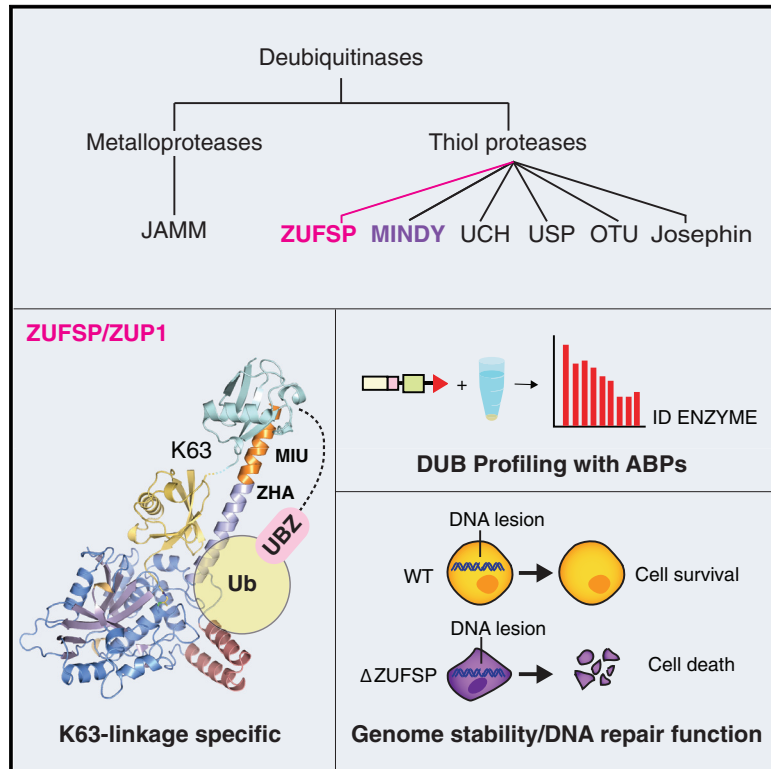 Deubiquitinases
Metalloproteases
Thiol proteases
JAMM
ZUFSP MINDY UCH USP OTU Josephin
ZUFSP/ZUP1
K63
MIU
ZHA
UBZ
Ub
K63-linkage specific
+
ID ENZYME
DUB Profiling with ABPs
DNA lesion
WT
Cell survival
DNA lesion
ΔZUFSP
Cell death
Genome stability/DNA repair function